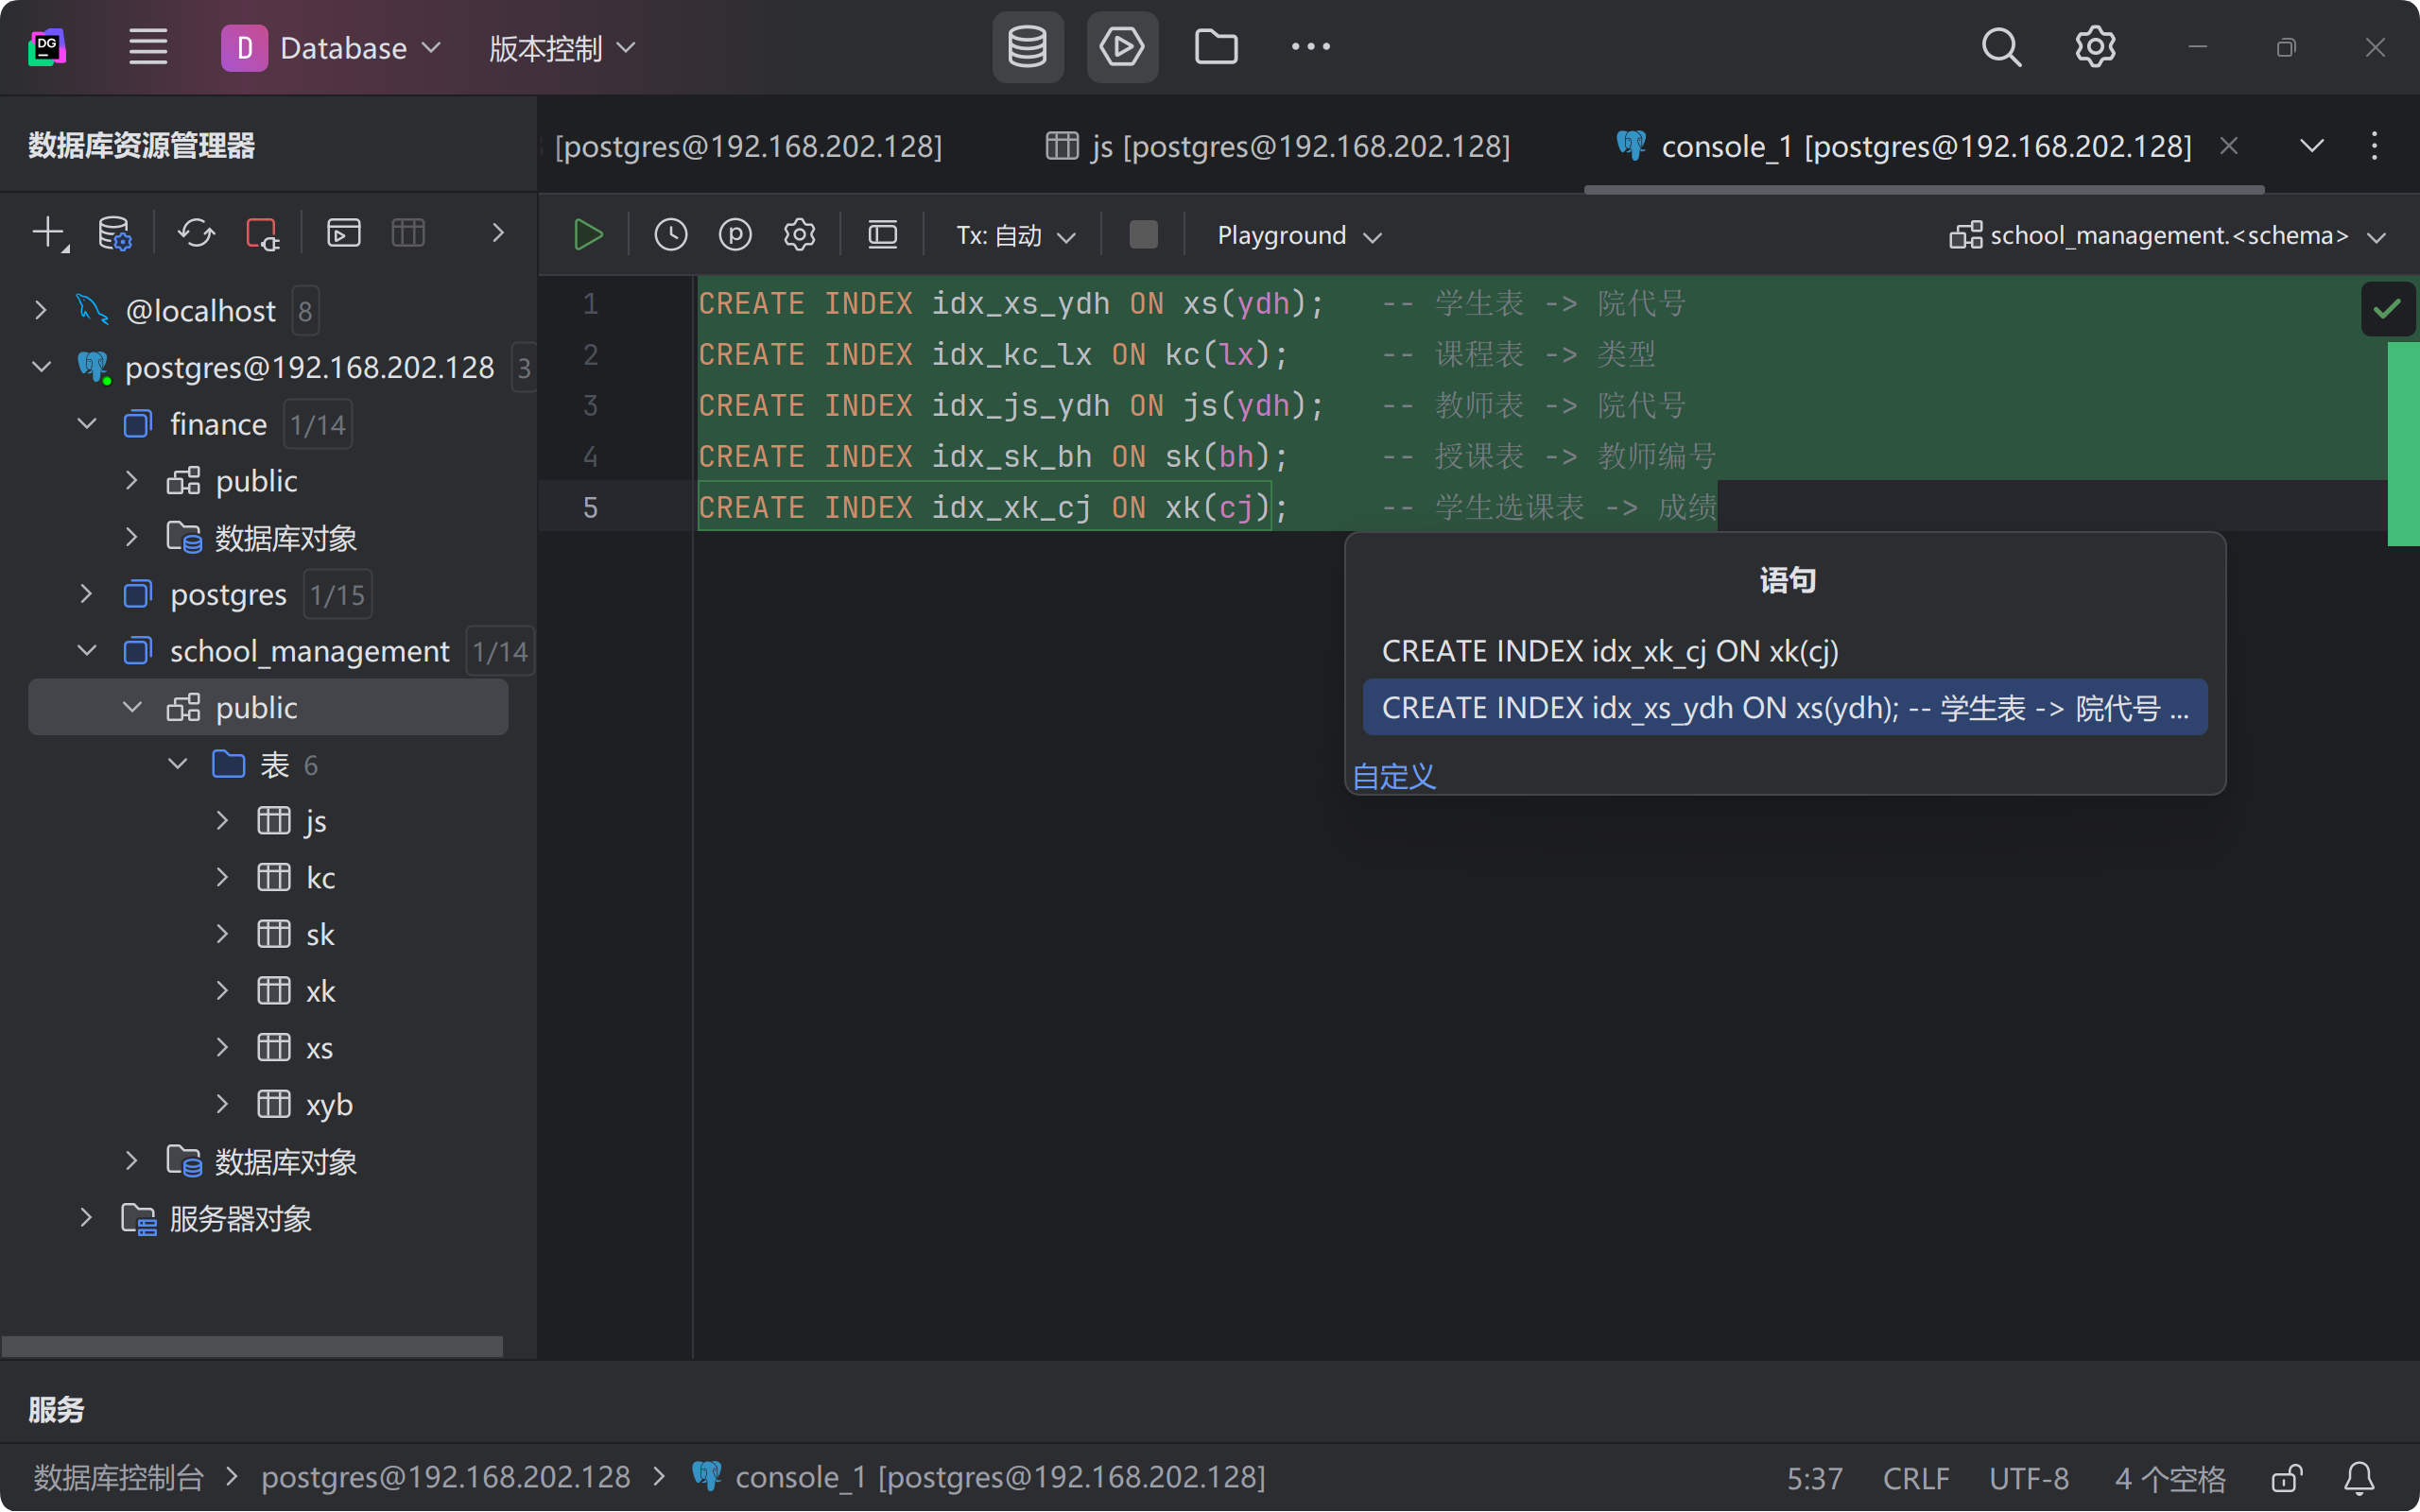 DG
D Database 版本控制
数据库资源管理器
[postgres@192.168.202.128]
js [postgres@192.168.202.128]
console_1 [postgres@192.168.202.128]
Tx: 自动
Playground
school_management.<schema>
@localhost 8
postgres@192.168.202.128 3
finance 1/14
public
数据库对象
postgres 1/15
school_management 1/14
public
表 6
js
kc
sk
xk
xs
xyb
数据库对象
服务器对象
1 CREATE INDEX idx_xs_ydh ON xs(ydh); -- 学生表 -> 院代号
2 CREATE INDEX idx_kc_lx ON kc(lx); -- 课程表 -> 类型
3 CREATE INDEX idx_js_ydh ON js(ydh); -- 教师表 -> 院代号
4 CREATE INDEX idx_sk_bh ON sk(bh); -- 授课表 -> 教师编号
5 CREATE INDEX idx_xk_cj ON xk(cj); -- 学生选课表 -> 成绩
语句
CREATE INDEX idx_xk_cj ON xk(cj)
CREATE INDEX idx_xs_ydh ON xs(ydh); -- 学生表 -> 院代号 ...
自定义
服务
数据库控制台 postgres@192.168.202.128 console_1 [postgres@192.168.202.128]
5:37 CRLF UTF-8 4 个空格